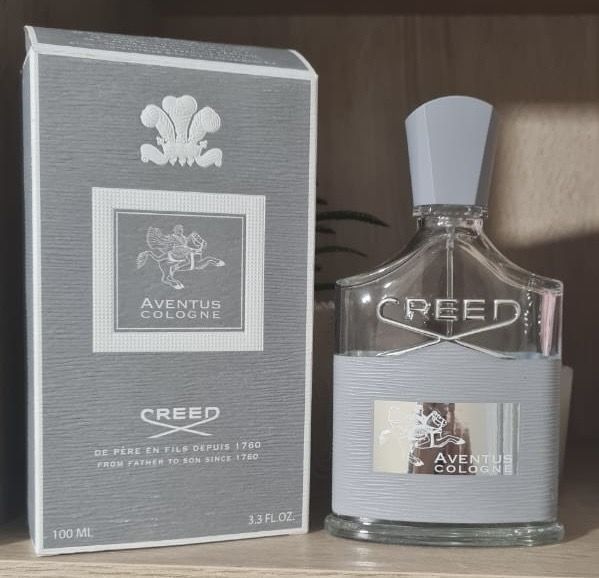 AVENTUS
COLOGNE
CREED
DE PÈRE EN FILS DEPUIS 1760
FROM FATHER TO SON SINCE 1760
100 ML
3.3 FL.OZ.
CREED
AVENTUS
COLOGNE